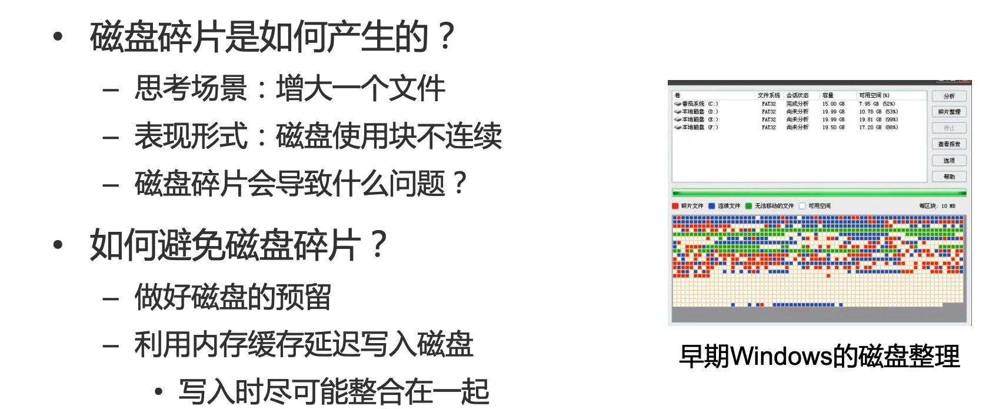 • 磁盘碎片是如何产生的？
– 思考场景：增大一个文件
– 表现形式：磁盘使用块不连续
– 磁盘碎片会导致什么问题？
• 如何避免磁盘碎片？
– 做好磁盘的预留
– 利用内存缓存延迟写入磁盘
• 写入时尽可能整合在一起
卷 文件系统 会话状态 容量 可用空间(%)
番茄系统 (C:) FAT32 完成分析 15.00 GB 7.95 GB (52%)
本地磁盘 (D:) FAT32 尚未分析 19.99 GB 10.78 GB (53%)
本地磁盘 (E:) FAT32 尚未分析 19.99 GB 19.81 GB (99%)
本地磁盘 (F:) FAT32 尚未分析 19.50 GB 17.20 GB (88%)
分析
碎片整理
停止
查看报告
选项
帮助
碎片文件 连续文件 无法移动的文件 可用空间 每区块: 10 MB
早期Windows的磁盘整理